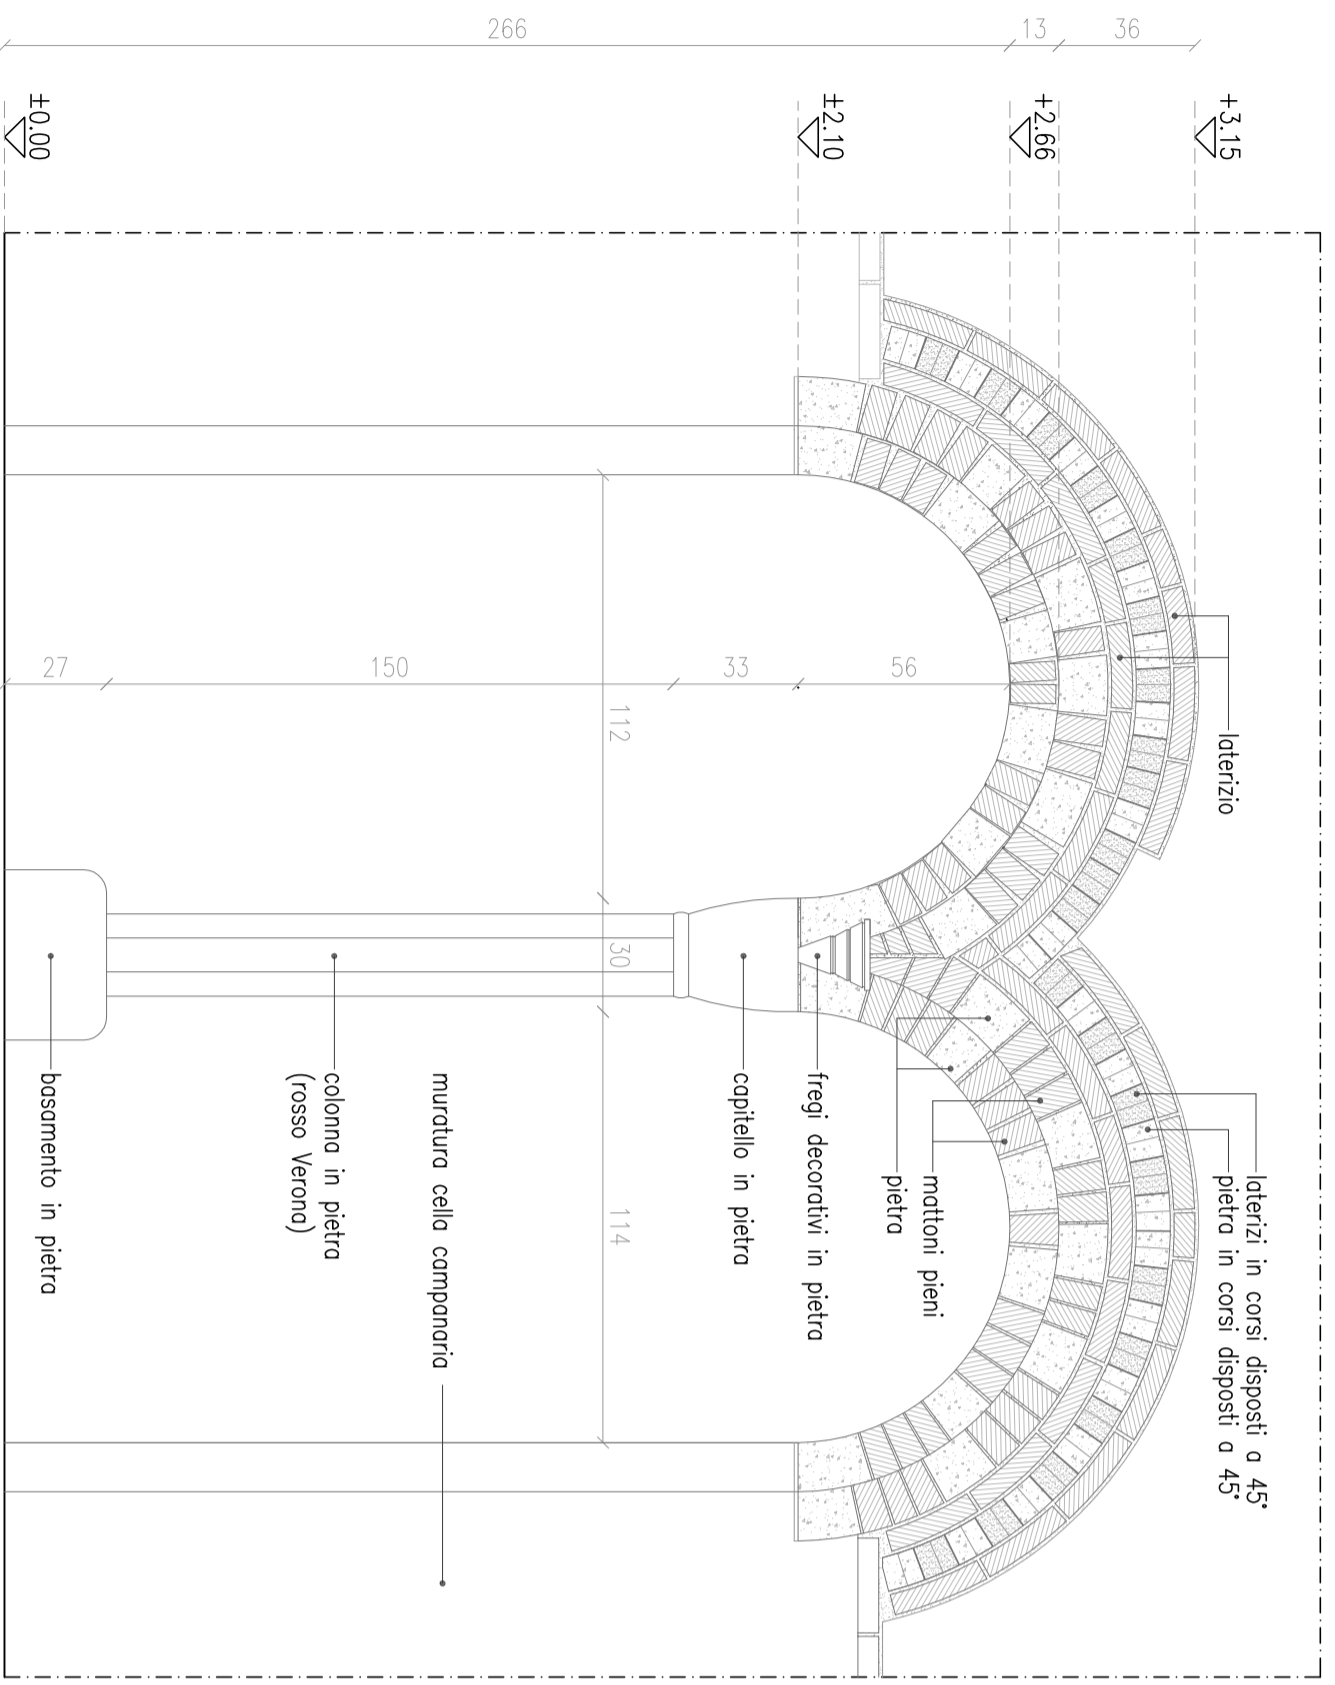 +3.15
+2.66
±2.10
±0.00
36
13
266
laterizio
laterizi in corsi disposti a 45°
pietra in corsi disposti a 45°
mattoni pieni
pietra
fregi decorativi in pietra
capitello in pietra
muratura cella campanaria
colonna in pietra
(rosso Verona)
basamento in pietra
56
33
150
27
112
30
114